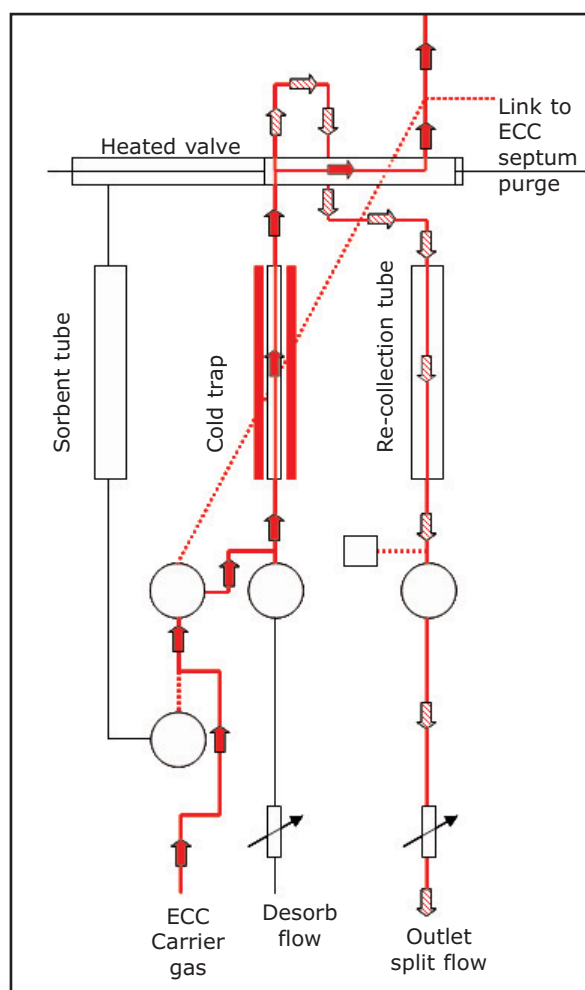 Heated valve
Link to
ECC
septum
purge
Sorbent tube
Cold trap
Re-collection tube
ECC
Carrier
gas
Desorb
flow
Outlet
split flow